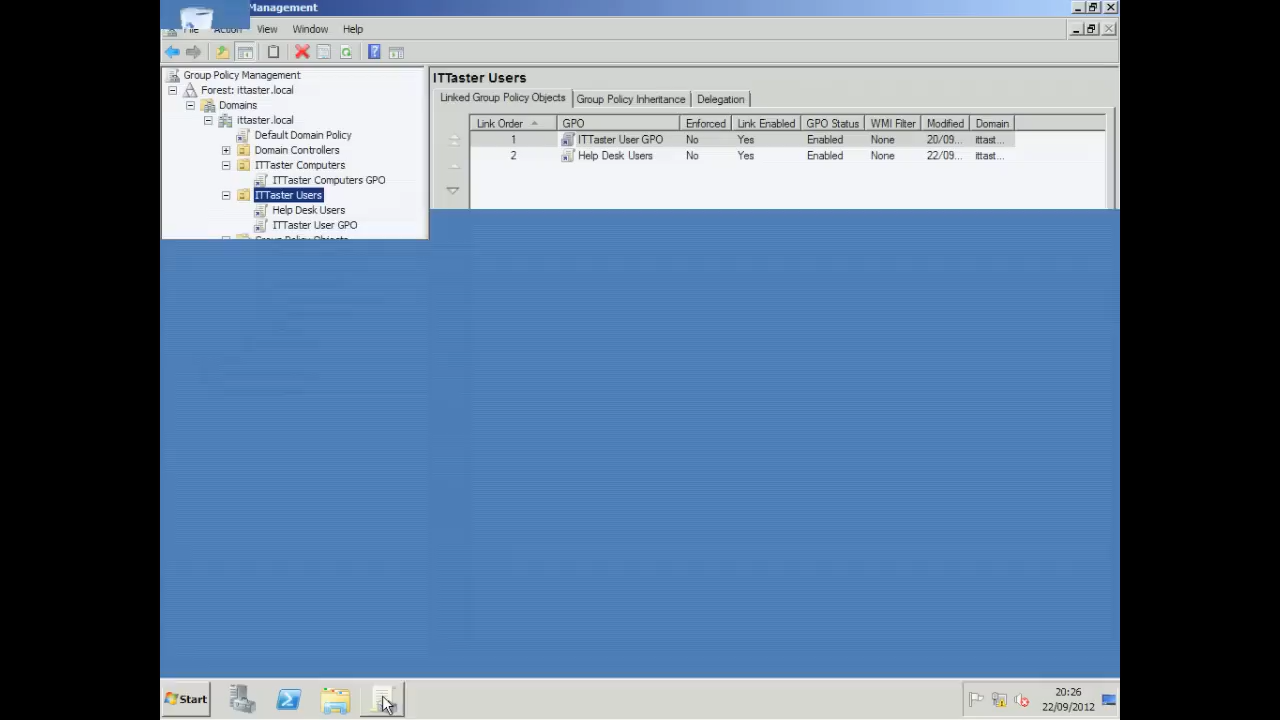 Management
File Action View Window Help
Group Policy Management
Forest: ittaster.local
Domains
ittaster.local
Default Domain Policy
Domain Controllers
ITTaster Computers
ITTaster Computers GPO
ITTaster Users
Help Desk Users
ITTaster User GPO
Group Policy Objects
ITTaster Users
Linked Group Policy Objects Group Policy Inheritance Delegation
Link Order GPO Enforced Link Enabled GPO Status WMI Filter Modified Domain
1 ITTaster User GPO No Yes Enabled None 20/09... ittast...
2 Help Desk Users No Yes Enabled None 22/09... ittast...
Start
20:26
22/09/2012